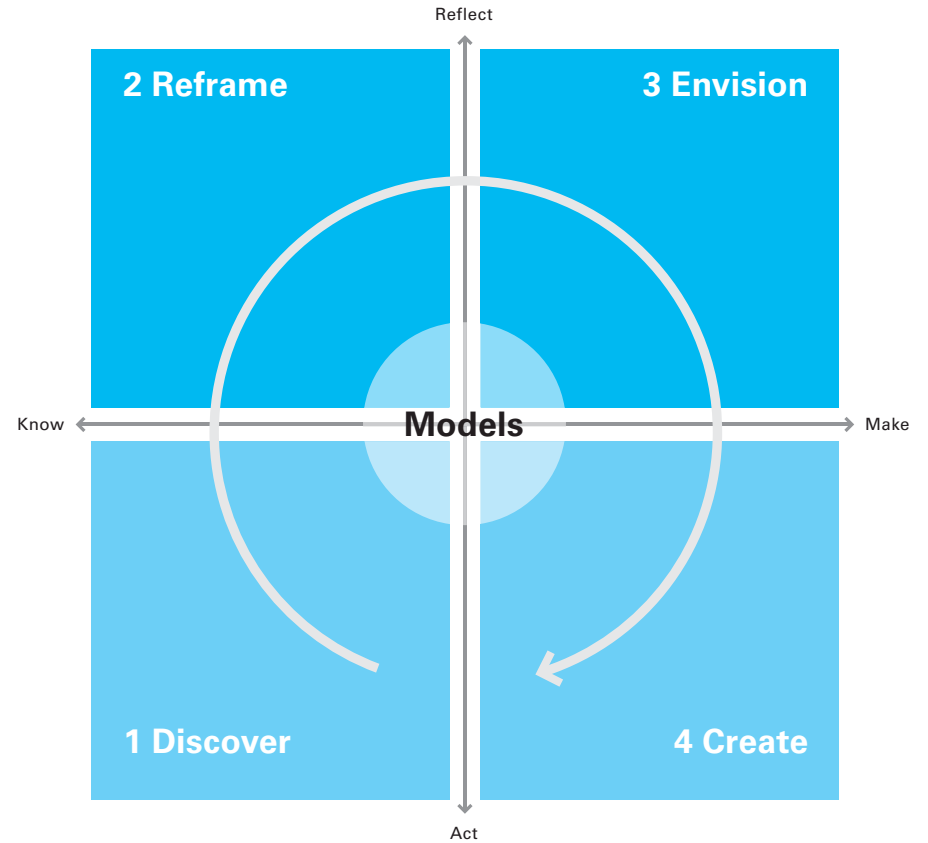 Reflect
2 Reframe
3 Envision
Know
Models
Make
1 Discover
4 Create
Act